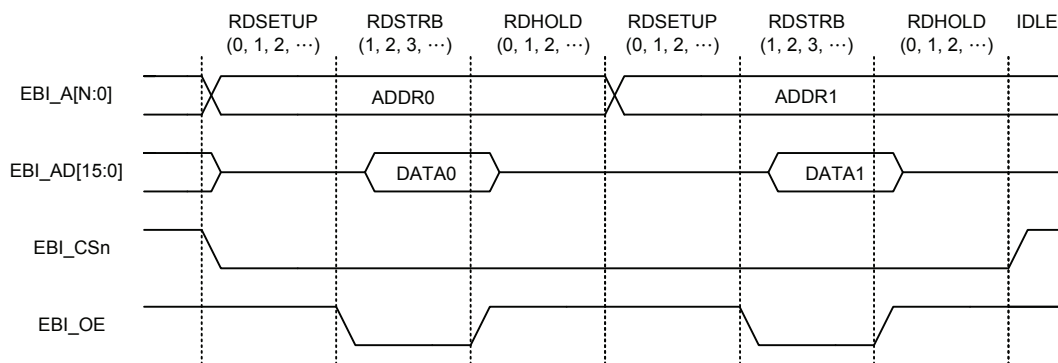 RDSETUP RDSTRB RDHOLD RDSETUP RDSTRB RDHOLD IDLE
(0, 1, 2, ⋯) (1, 2, 3, ⋯) (0, 1, 2, ⋯) (0, 1, 2, ⋯) (1, 2, 3, ⋯) (0, 1, 2, ⋯)
EBI_A[N:0] ADDR0 ADDR1
EBI_AD[15:0] DATA0 DATA1
EBI_CSn
EBI_OE